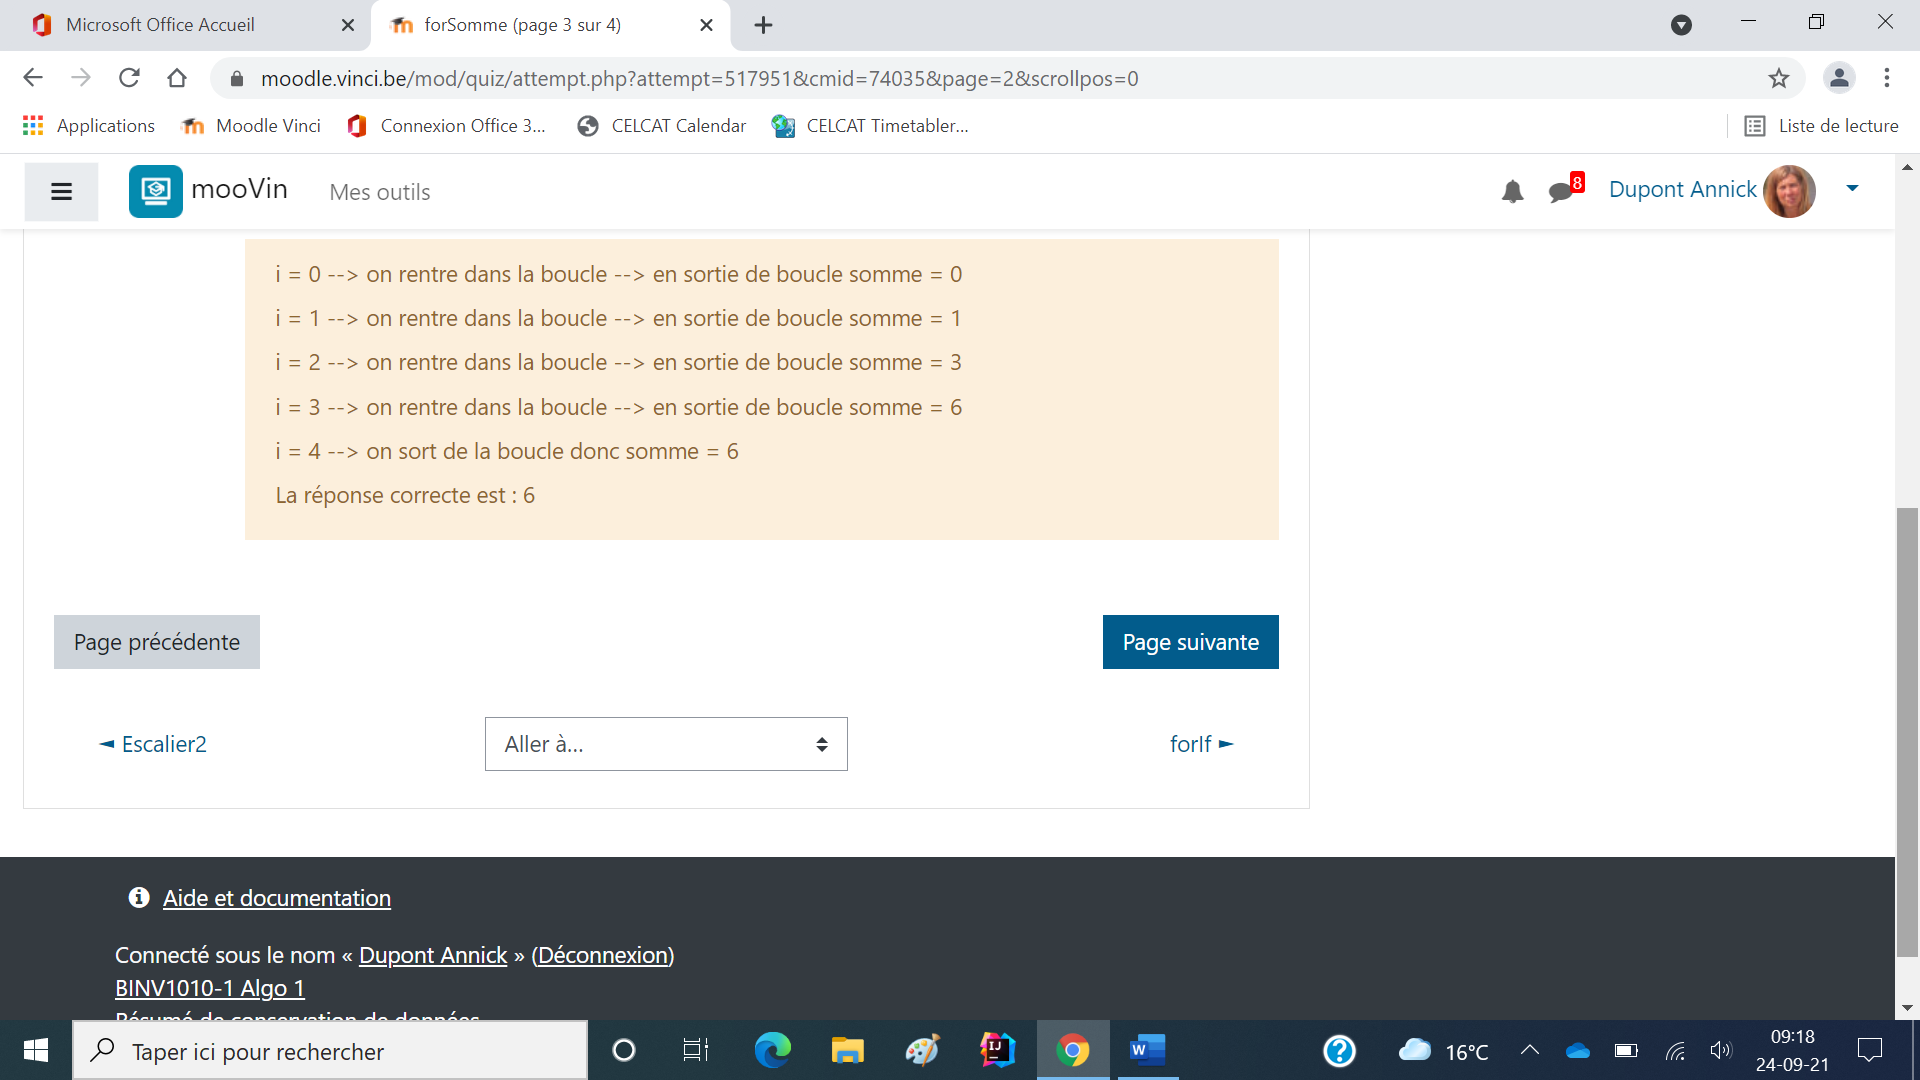 Microsoft Office Accueil
forSomme (page 3 sur 4)
moodle.vinci.be/mod/quiz/attempt.php?attempt=517951&cmid=74035&page=2&scrollpos=0
Applications
Moodle Vinci
Connexion Office 3...
CELCAT Calendar
CELCAT Timetabler...
Liste de lecture
mooVin
Mes outils
8
Dupont Annick
i = 0 --> on rentre dans la boucle --> en sortie de boucle somme = 0
i = 1 --> on rentre dans la boucle --> en sortie de boucle somme = 1
i = 2 --> on rentre dans la boucle --> en sortie de boucle somme = 3
i = 3 --> on rentre dans la boucle --> en sortie de boucle somme = 6
i = 4 --> on sort de la boucle donc somme = 6
La réponse correcte est : 6
Page précédente
Page suivante
◄ Escalier2
Aller à...
forIf ►
Aide et documentation
Connecté sous le nom « Dupont Annick » (Déconnexion)
BINV1010-1 Algo 1
Résumé de conservation de données
Taper ici pour rechercher
16°C
09:18
24-09-21